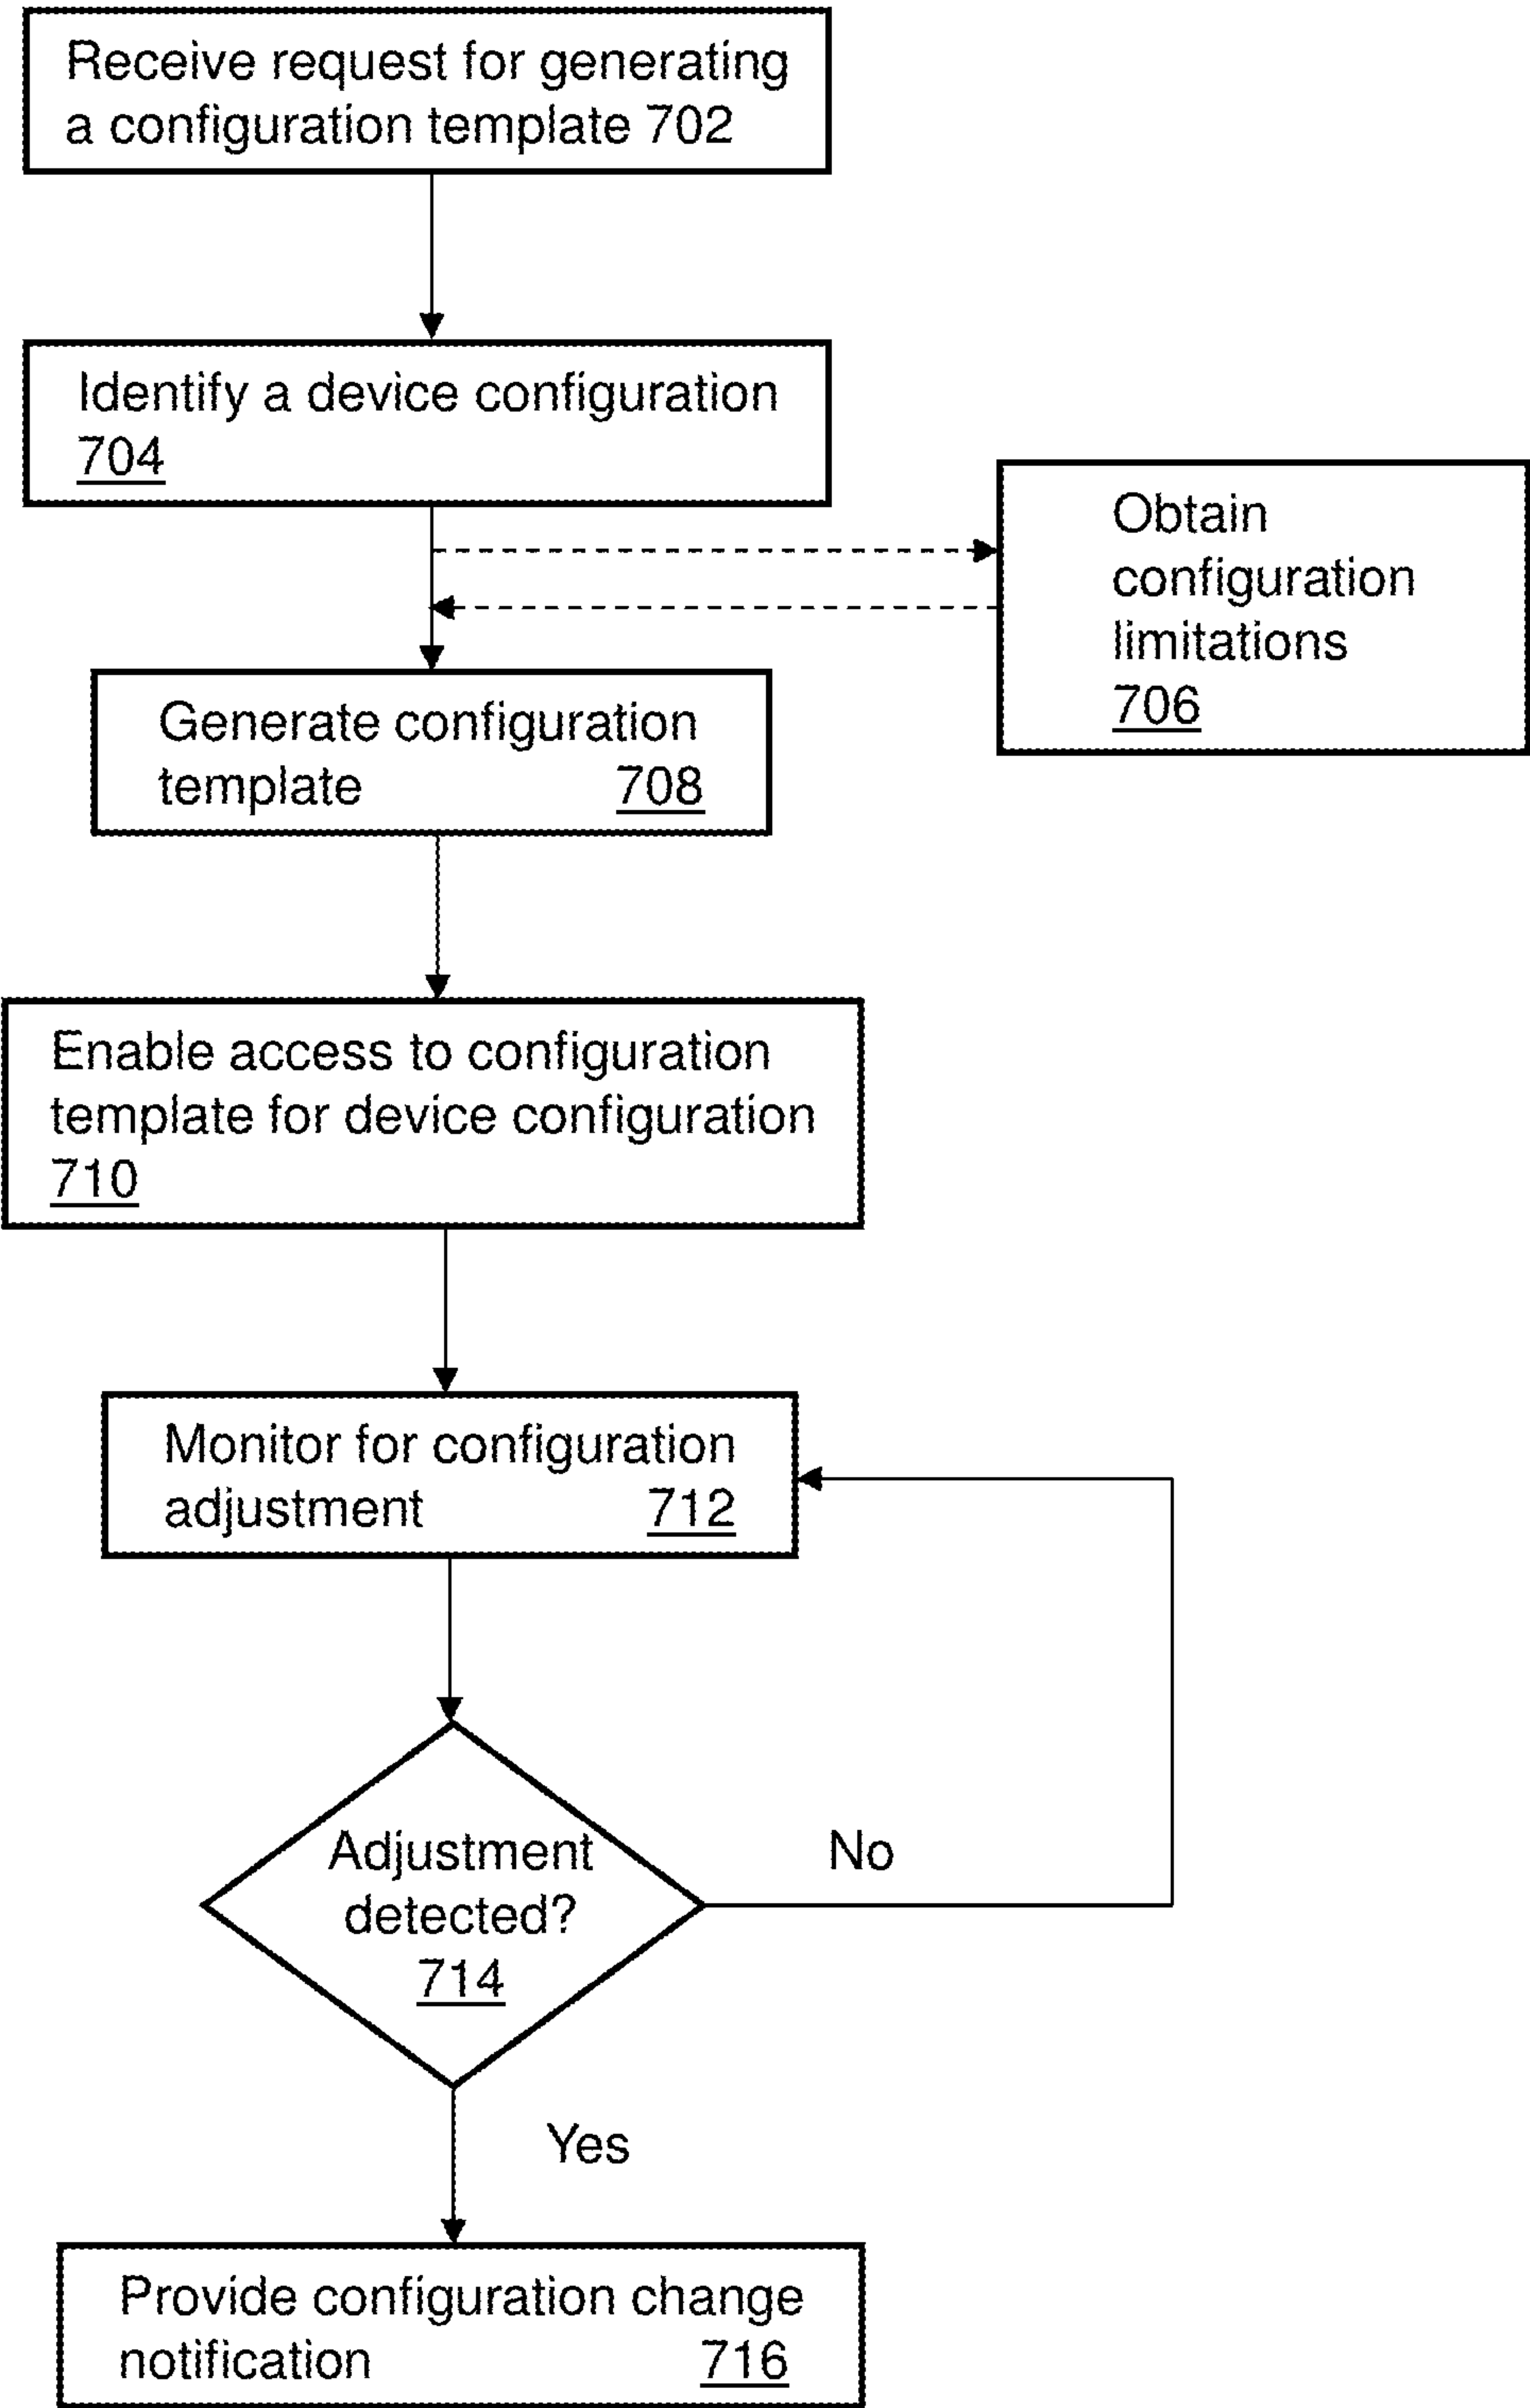 Receive request for generating
a configuration template 702
Identify a device configuration
704
Obtain
configuration
limitations
706
Generate configuration
template 708
Enable access to configuration
template for device configuration
710
Monitor for configuration
adjustment 712
Adjustment
detected?
714
No
Yes
Provide configuration change
notification 716